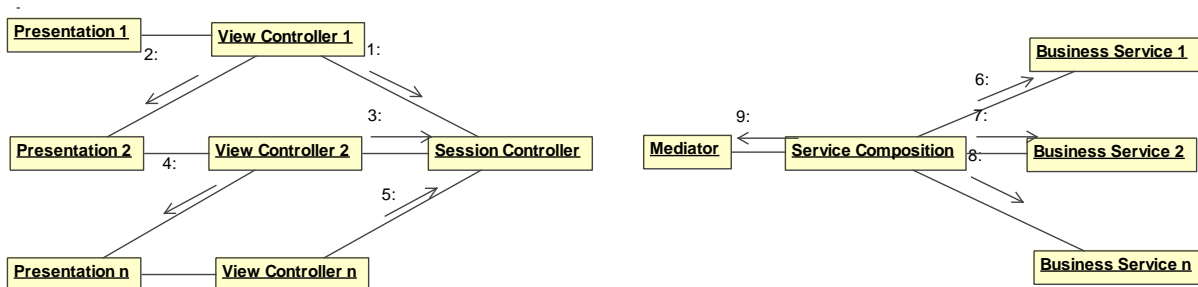 -
Presentation 1
View Controller 1
2:
1:
Presentation 2
View Controller 2
Session Controller
3:
4:
5:
Presentation n
View Controller n
Business Service 1
6:
7:
9:
Mediator
Service Composition
8:
Business Service 2
Business Service n